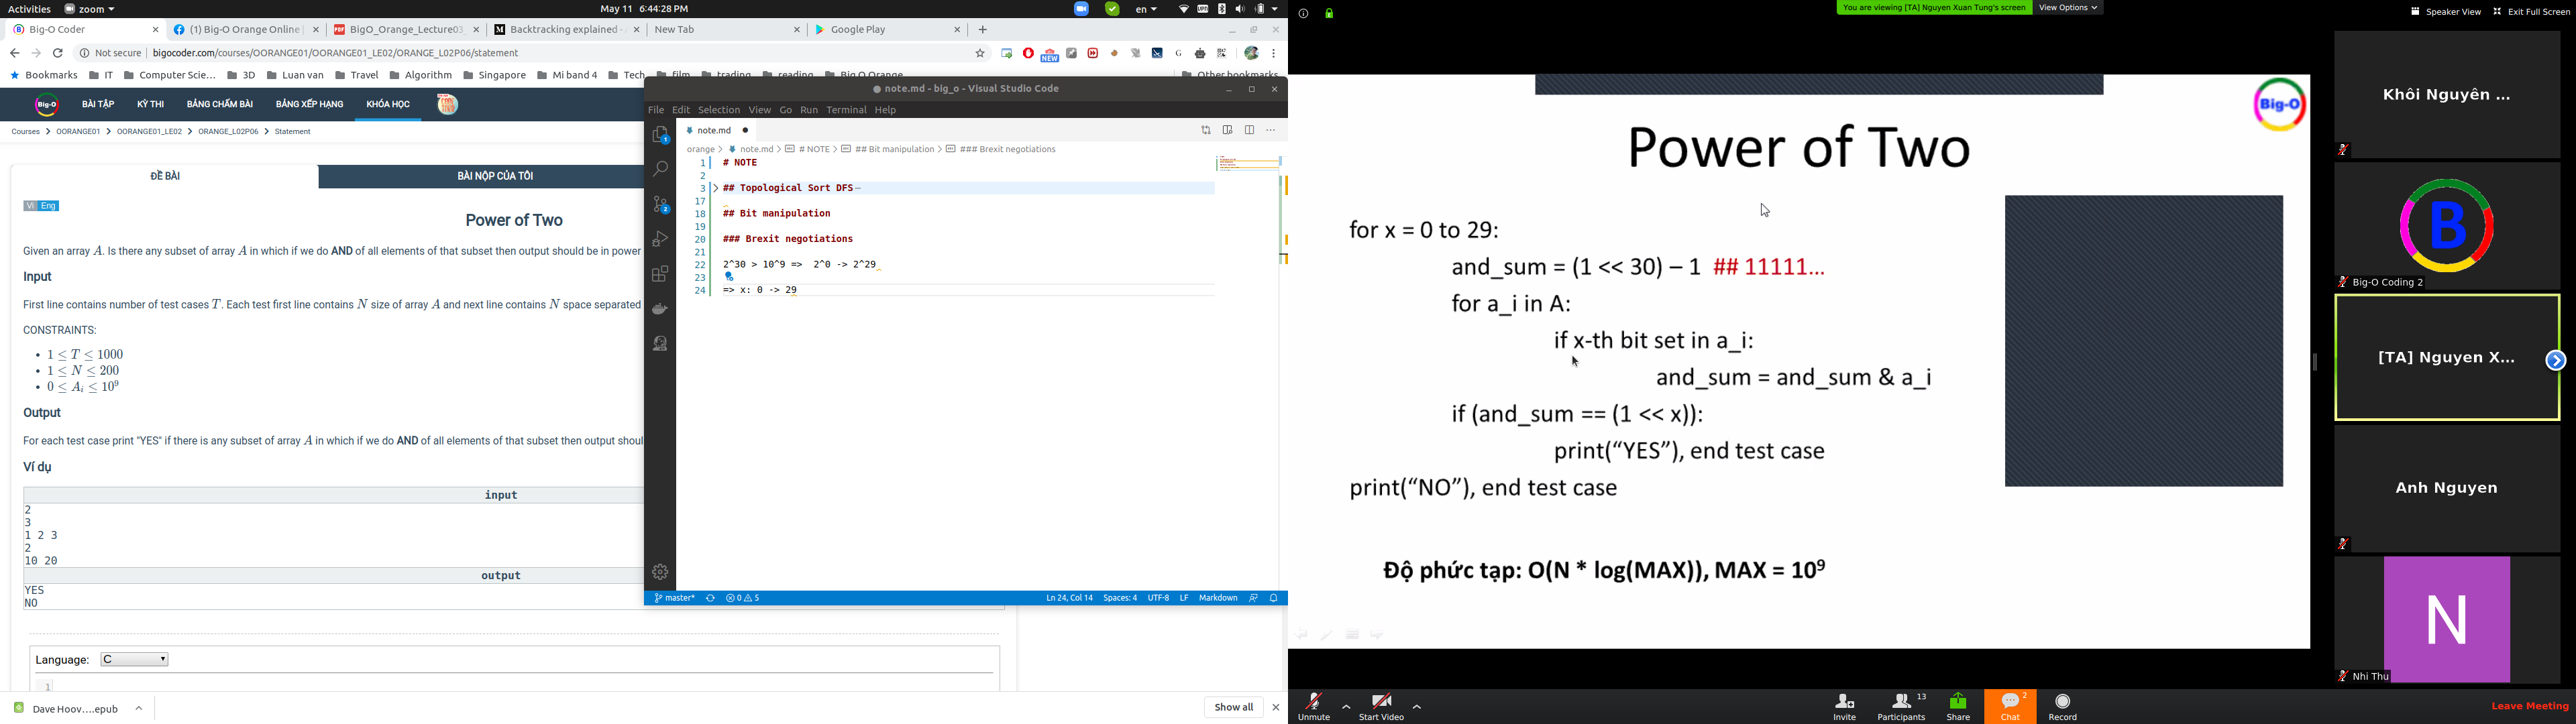 Activities
zoom
May 11 6:44:28 PM
en
Big-O Coder
(1) Big-O Orange Online
BigO_Orange_Lecture03
Backtracking explained -
New Tab
Google Play
Not secure
bigocoder.com/courses/OORANGE01/OORANGE01_LE02/ORANGE_L02P06/statement
NEW
Bookmarks
IT
Computer Scie...
3D
Luan van
Travel
Algorithm
Singapore
Mi band 4
Tech
film
trading
reading
Big O Orange
Other bookmarks
Big-O
BÀI TẬP
KỲ THI
BẢNG CHẤM BÀI
BẢNG XẾP HẠNG
KHÓA HỌC
Courses > OORANGE01 > OORANGE01_LE02 > ORANGE_L02P06 > Statement
ĐỀ BÀI
BÀI NỘP CỦA TÔI
Vi Eng
Power of Two
Given an array A. Is there any subset of array A in which if we do AND of all elements of that subset then output should be in power
Input
First line contains number of test cases T. Each test first line contains N size of array A and next line contains N space separated
CONSTRAINTS:
1 ≤ T ≤ 1000
1 ≤ N ≤ 200
0 ≤ Aᵢ ≤ 10⁹
Output
For each test case print "YES" if there is any subset of array A in which if we do AND of all elements of that subset then output shoul
Ví dụ
input
2
3
1 2 3
2
10 20
output
YES
NO
Language:
C
1
Dave Hoov....epub
Show all
note.md - big_o - Visual Studio Code
File Edit Selection View Go Run Terminal Help
note.md
orange > note.md > # NOTE > ## Bit manipulation > ### Brexit negotiations
1 # NOTE
2
3 ## Topological Sort DFS
17
18 ## Bit manipulation
19
20 ### Brexit negotiations
21
22 2^30 > 10^9 => 2^0 -> 2^29
23
24 => x: 0 -> 29
1
2
master*
0
5
Ln 24, Col 14
Spaces: 4
UTF-8
LF
Markdown
You are viewing [TA] Nguyen Xuan Tung's screen
View Options
Speaker View
Exit Full Screen
Big-O
Power of Two
for x = 0 to 29:
and_sum = (1 << 30) – 1 ## 11111...
for a_i in A:
if x-th bit set in a_i:
and_sum = and_sum & a_i
if (and_sum == (1 << x)):
print(“YES”), end test case
print(“NO”), end test case
Độ phức tạp: O(N * log(MAX)), MAX = 10⁹
Khôi Nguyên ...
B
Big-O Coding 2
[TA] Nguyen X...
Anh Nguyen
N
Nhi Thu
Unmute
Start Video
Invite
Participants
13
Share
Chat
2
Record
Leave Meeting